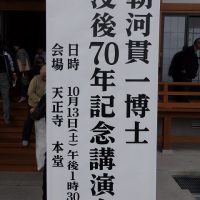 朝河貫一博士
没後70年記念講演
日時 10月13日(土)午後1時30
会場 天正寺 本堂